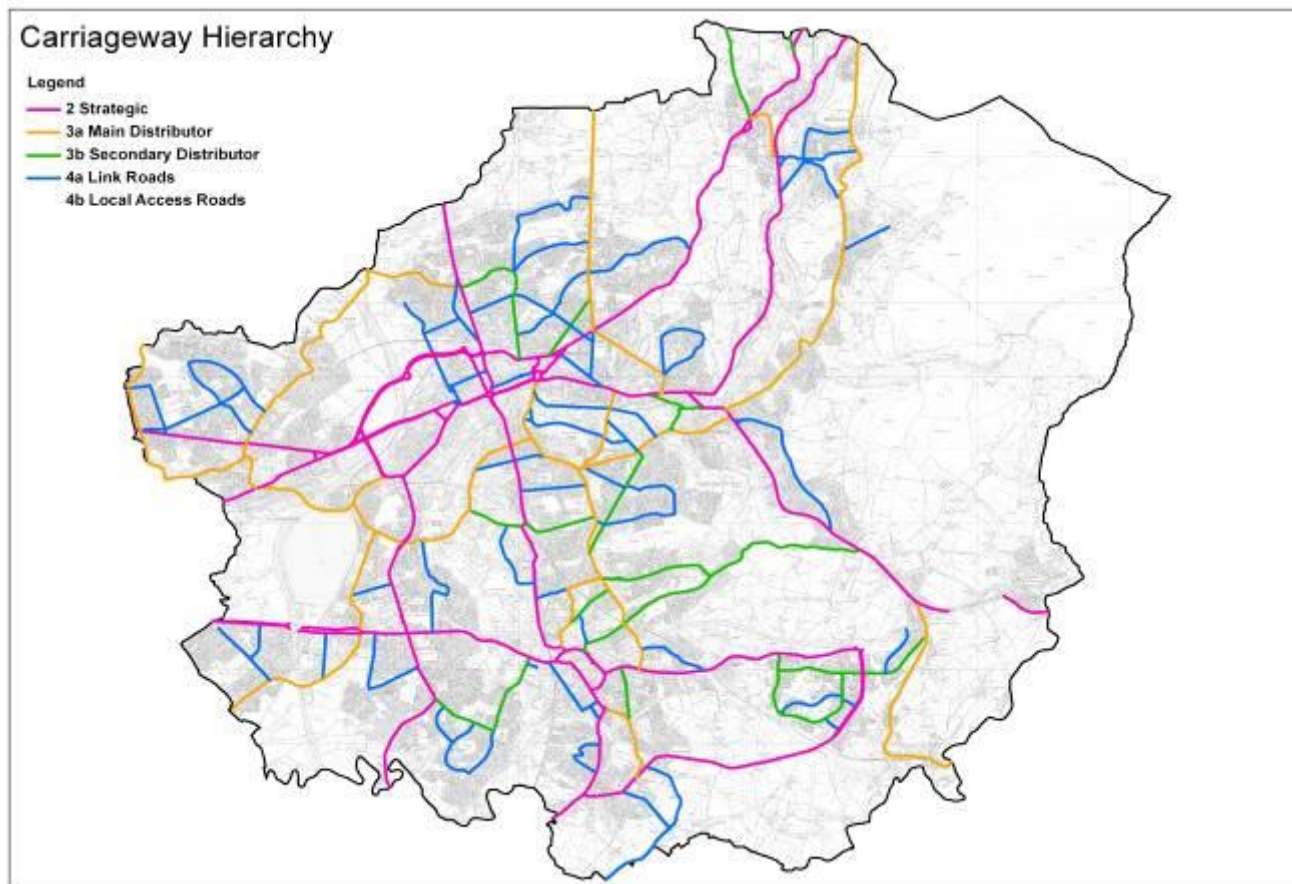 Carriageway Hierarchy
Legend
2 Strategic
3a Main Distributor
3b Secondary Distributor
4a Link Roads
4b Local Access Roads